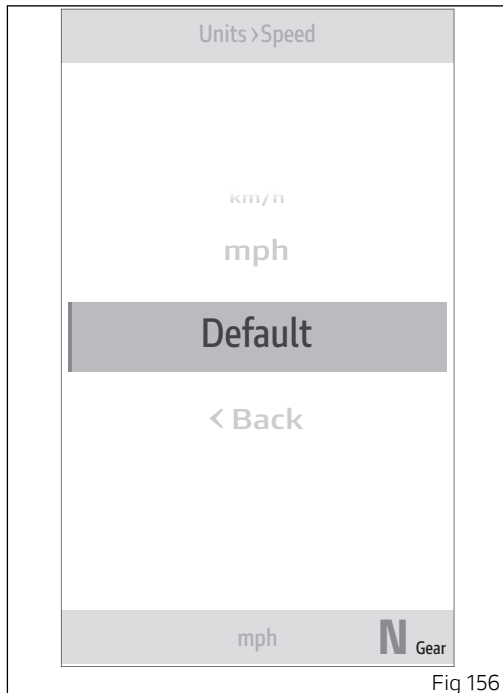 Units›Speed
km/h
mph
Default
‹ Back
mph
N Gear
Fig 156